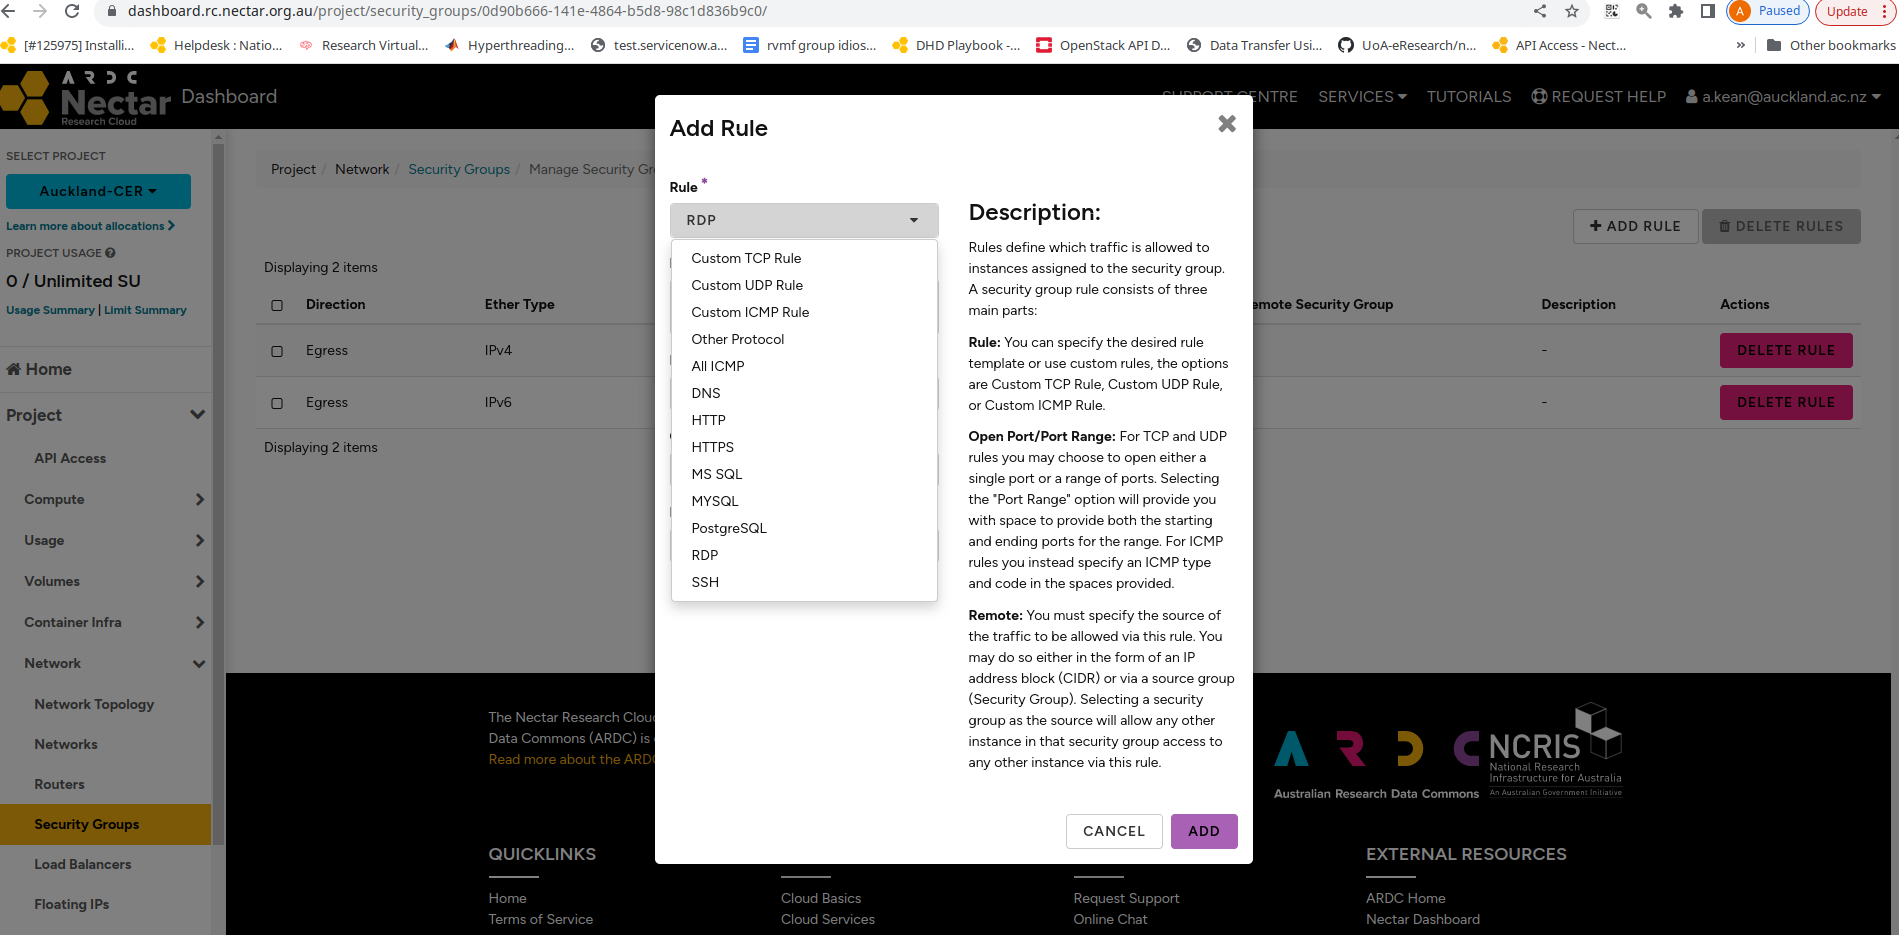 dashboard.rc.nectar.org.au/project/security_groups/0d90b666-141e-4864-b5d8-98c1d836b9c0/
A Paused
Update
[#125975] Installi...
Helpdesk : Natio...
Research Virtual...
Hyperthreading...
test.servicenow.a...
rvmf group idios...
DHD Playbook -...
OpenStack API D...
Data Transfer Usi...
UoA-eResearch/n...
API Access - Nect...
»
Other bookmarks
ARDC
Nectar
Research Cloud
Dashboard
SUPPORT CENTRE
SERVICES
TUTORIALS
REQUEST HELP
a.kean@auckland.ac.nz
SELECT PROJECT
Auckland-CER
Learn more about allocations
PROJECT USAGE
0 / Unlimited SU
Usage Summary | Limit Summary
Home
Project
API Access
Compute
Usage
Volumes
Container Infra
Network
Network Topology
Networks
Routers
Security Groups
Load Balancers
Floating IPs
Project / Network / Security Groups / Manage Security Gr
+ ADD RULE
DELETE RULES
Displaying 2 items
Direction
Ether Type
emote Security Group
Description
Actions
Egress
IPv4
-
DELETE RULE
Egress
IPv6
-
DELETE RULE
Displaying 2 items
Add Rule
Rule *
RDP
Custom TCP Rule
Custom UDP Rule
Custom ICMP Rule
Other Protocol
All ICMP
DNS
HTTP
HTTPS
MS SQL
MYSQL
PostgreSQL
RDP
SSH
Description:
Rules define which traffic is allowed to
instances assigned to the security group.
A security group rule consists of three
main parts:
Rule: You can specify the desired rule
template or use custom rules, the options
are Custom TCP Rule, Custom UDP Rule,
or Custom ICMP Rule.
Open Port/Port Range: For TCP and UDP
rules you may choose to open either a
single port or a range of ports. Selecting
the "Port Range" option will provide you
with space to provide both the starting
and ending ports for the range. For ICMP
rules you instead specify an ICMP type
and code in the spaces provided.
Remote: You must specify the source of
the traffic to be allowed via this rule. You
may do so either in the form of an IP
address block (CIDR) or via a source group
(Security Group). Selecting a security
group as the source will allow any other
instance in that security group access to
any other instance via this rule.
CANCEL
ADD
The Nectar Research Clou
Data Commons (ARDC) is
Read more about the ARD
ARDC
Australian Research Data Commons
NCRIS
National Research
Infrastructure for Australia
An Australian Government Initiative
QUICKLINKS
Home
Terms of Service
Cloud Basics
Cloud Services
Request Support
Online Chat
EXTERNAL RESOURCES
ARDC Home
Nectar Dashboard